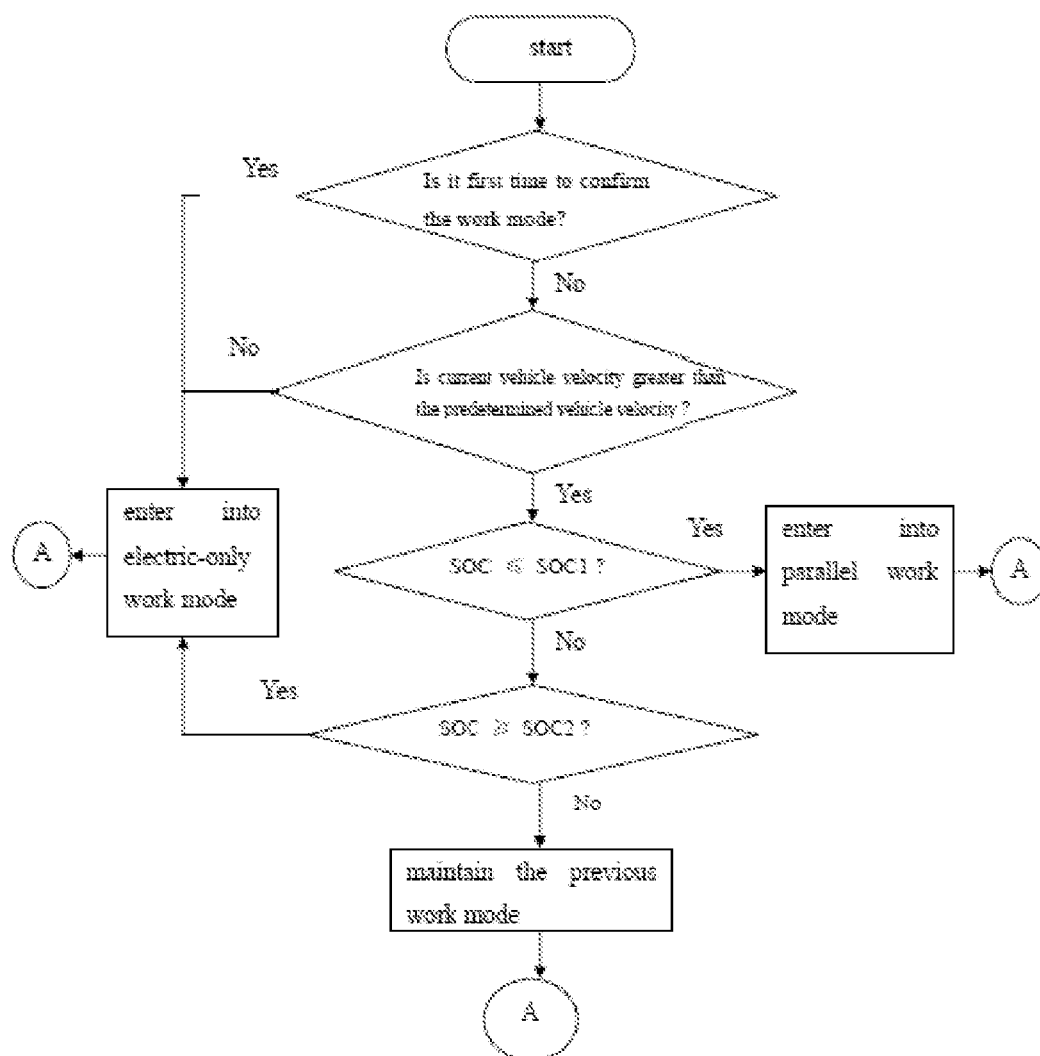 start
Yes
Is it first time to confirm
the work mode?
No
No
Is current vehicle velocity greater than
the predetermined vehicle velocity ?
Yes
enter into
electric-only
work mode
A
SOC ≤ SOC1 ?
Yes
enter into
parallel work
mode
A
No
Yes
SOC ≥ SOC2 ?
No
maintain the previous
work mode
A